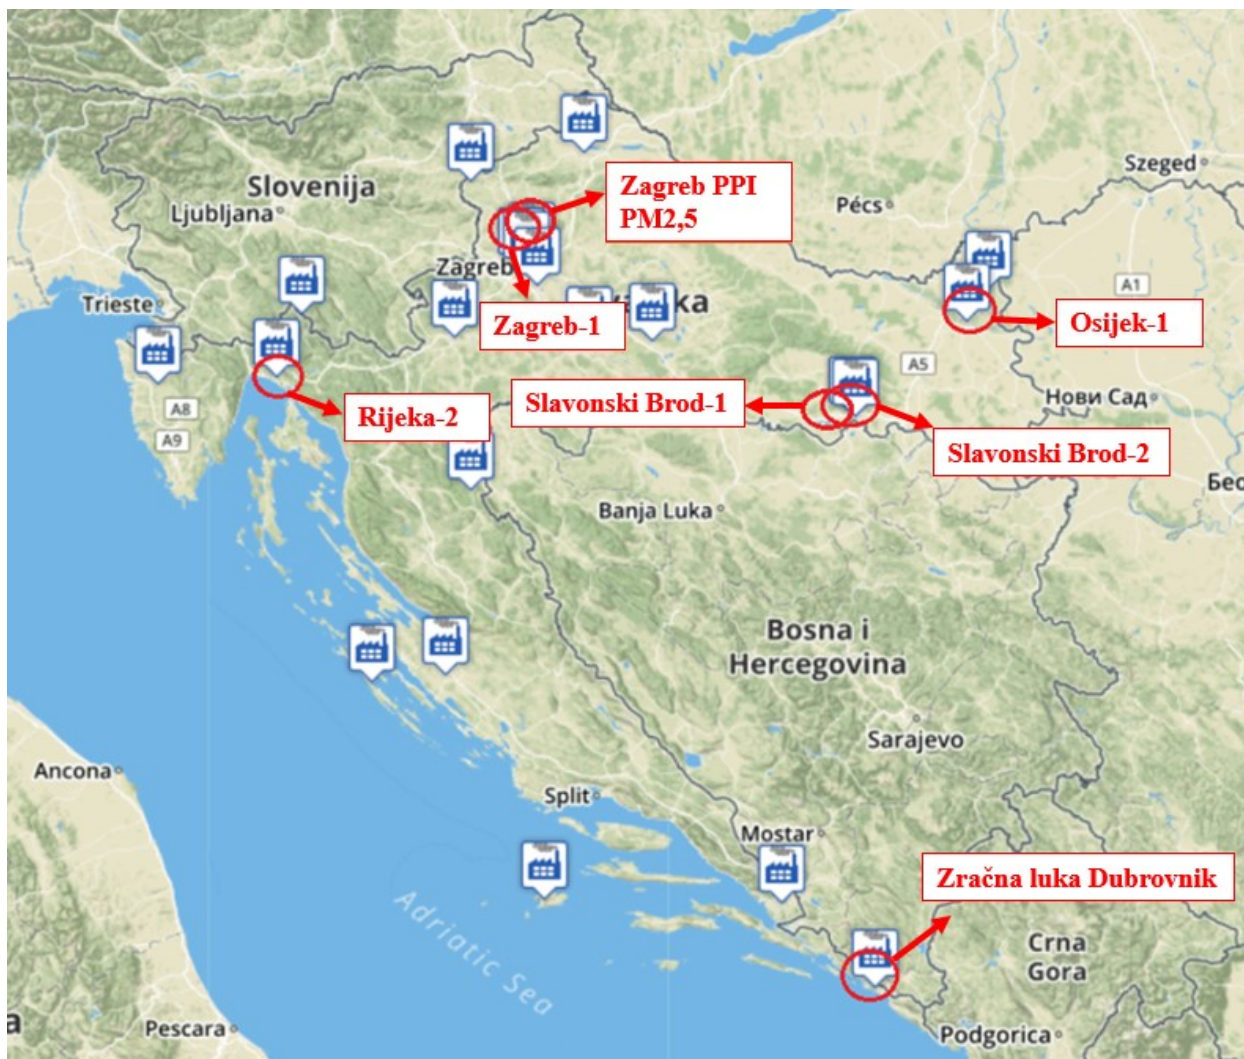 Szeged
Slovenija
Zagreb PPI
PM2,5
Pécs
Ljubljana
Zagreb
A1
Trieste
Zagreb-1
Osijek-1
A5
Нови Сад
A8
Slavonski Brod-1
Rijeka-2
A9
Slavonski Brod-2
Banja Luka
Bosna i
Hercegovina
Sarajevo
Ancona
Split
Mostar
Zračna luka Dubrovnik
Adriatic Sea
Crna
Gora
Pescara
Podgorica